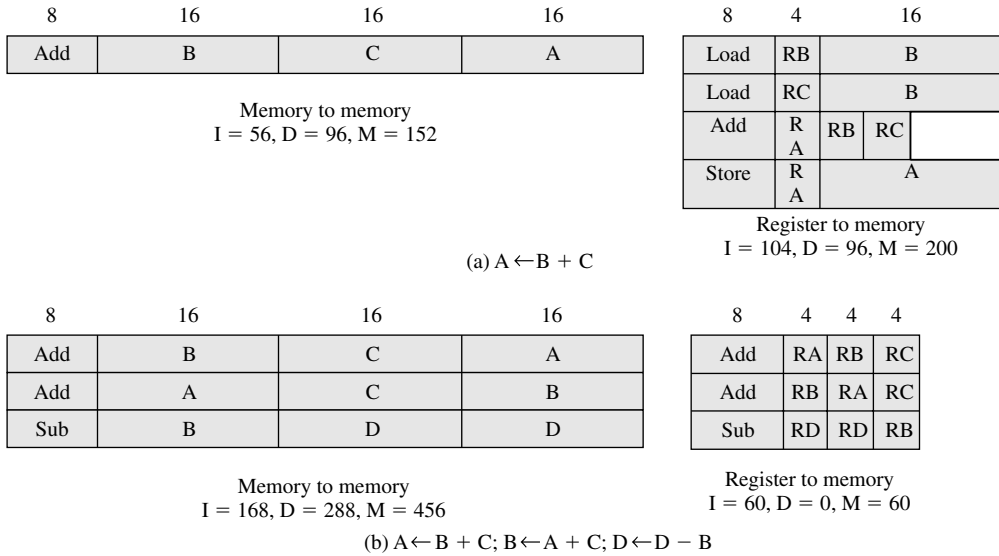 8 16 16 16
Add B C A
Memory to memory
I = 56, D = 96, M = 152
8 4 16
Load RB B
Load RC B
Add R A RB RC
Store R A A
Register to memory
I = 104, D = 96, M = 200
(a) A ← B + C
8 16 16 16
Add B C A
Add A C B
Sub B D D
Memory to memory
I = 168, D = 288, M = 456
8 4 4 4
Add RA RB RC
Add RB RA RC
Sub RD RD RB
Register to memory
I = 60, D = 0, M = 60
(b) A ← B + C; B ← A + C; D ← D − B